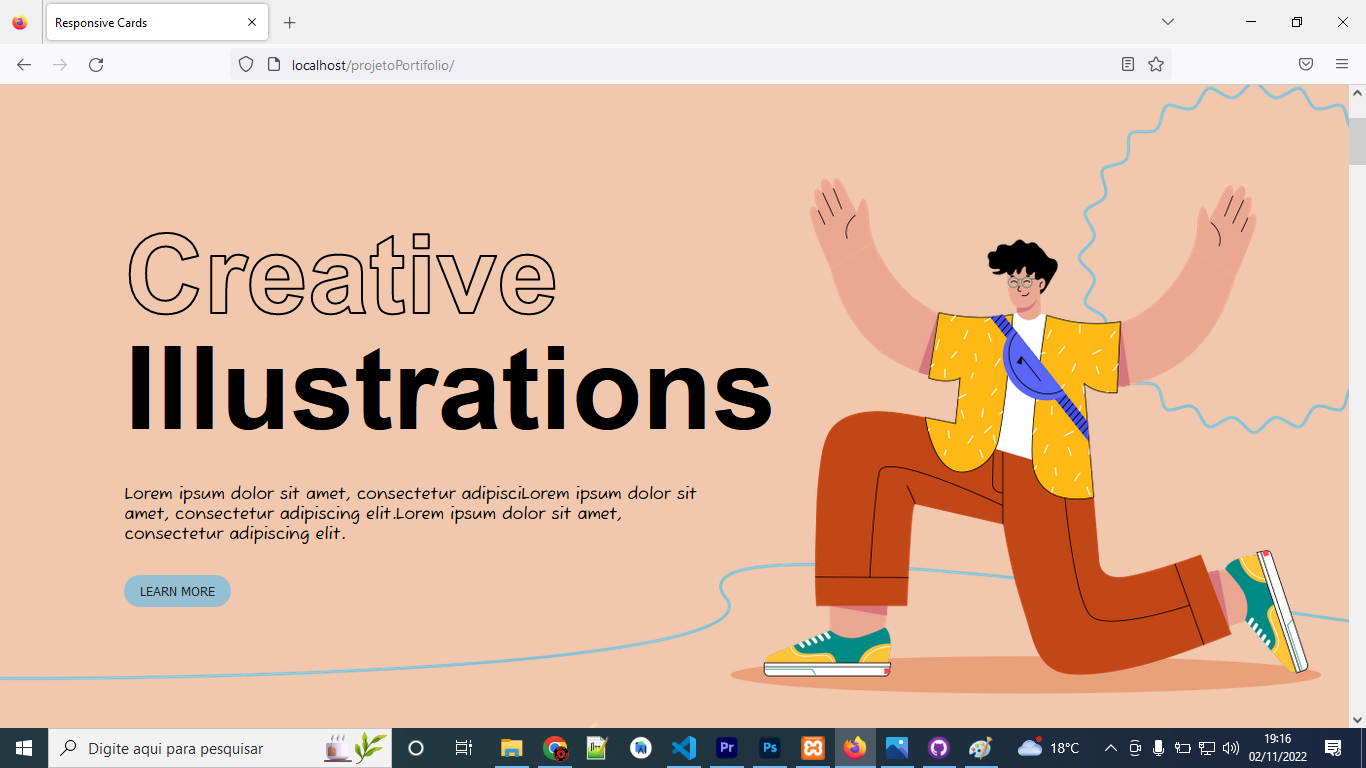 Responsive Cards
localhost/projetoPortifolio/
Creative
Illustrations
Lorem ipsum dolor sit amet, consectetur adipisciLorem ipsum dolor sit
amet, consectetur adipiscing elit.Lorem ipsum dolor sit amet,
consectetur adipiscing elit.
LEARN MORE
Digite aqui para pesquisar
Pr
Ps
18°C
19:16
02/11/2022